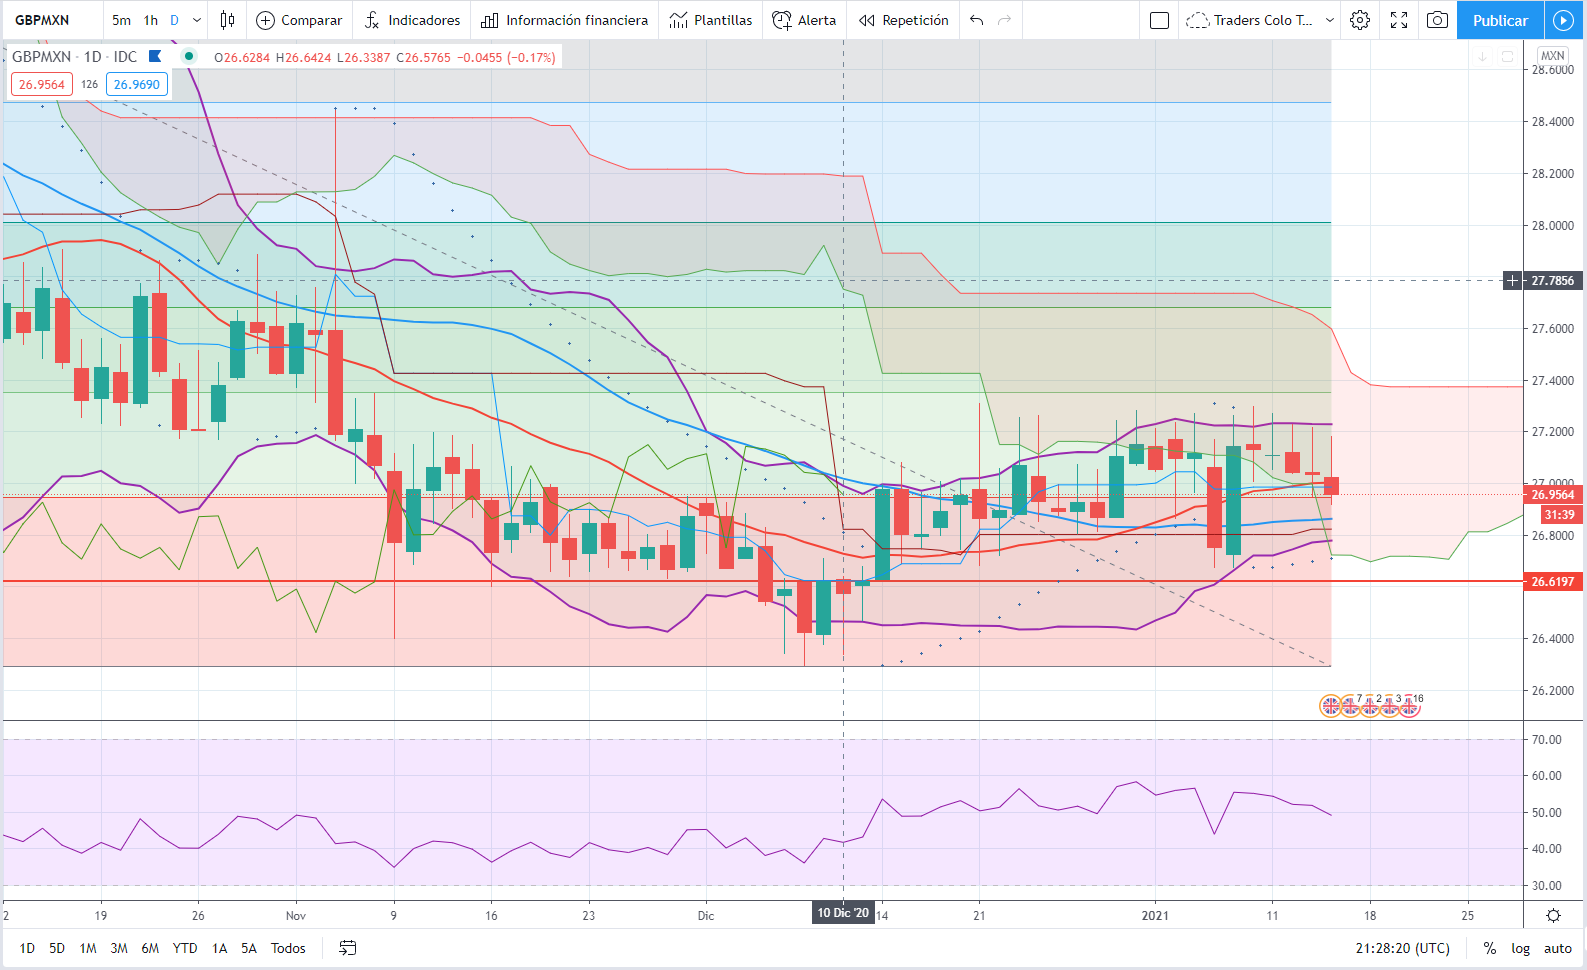 GBPMXN 5m 1h D Comparar Indicadores Información financiera Plantillas Alerta Repetición Traders Colo T... Publicar
GBPMXN · 1D · IDC O26.6284 H26.6424 L26.3387 C26.5765 −0.0455 (−0.17%)
26.9564 126 26.9690
MXN
28.6000
28.4000
28.2000
28.0000
27.7856
27.6000
27.4000
27.2000
27.0000
26.9564
31:39
26.8000
26.6197
26.4000
26.2000
7 2 3 16
70.00
60.00
50.00
40.00
30.00
2 19 26 Nov 9 16 23 Dic 10 Dic '20 14 21 2021 11 18 25
1D 5D 1M 3M 6M YTD 1A 5A Todos 21:28:20 (UTC) % log auto